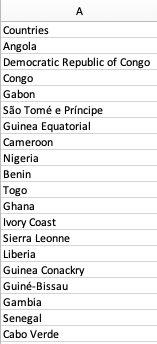 A
Countries
Angola
Democratic Republic of Congo
Congo
Gabon
São Tomé e Príncipe
Guinea Equatorial
Cameroon
Nigeria
Benin
Togo
Ghana
Ivory Coast
Sierra Leonne
Liberia
Guinea Conackry
Guiné-Bissau
Gambia
Senegal
Cabo Verde